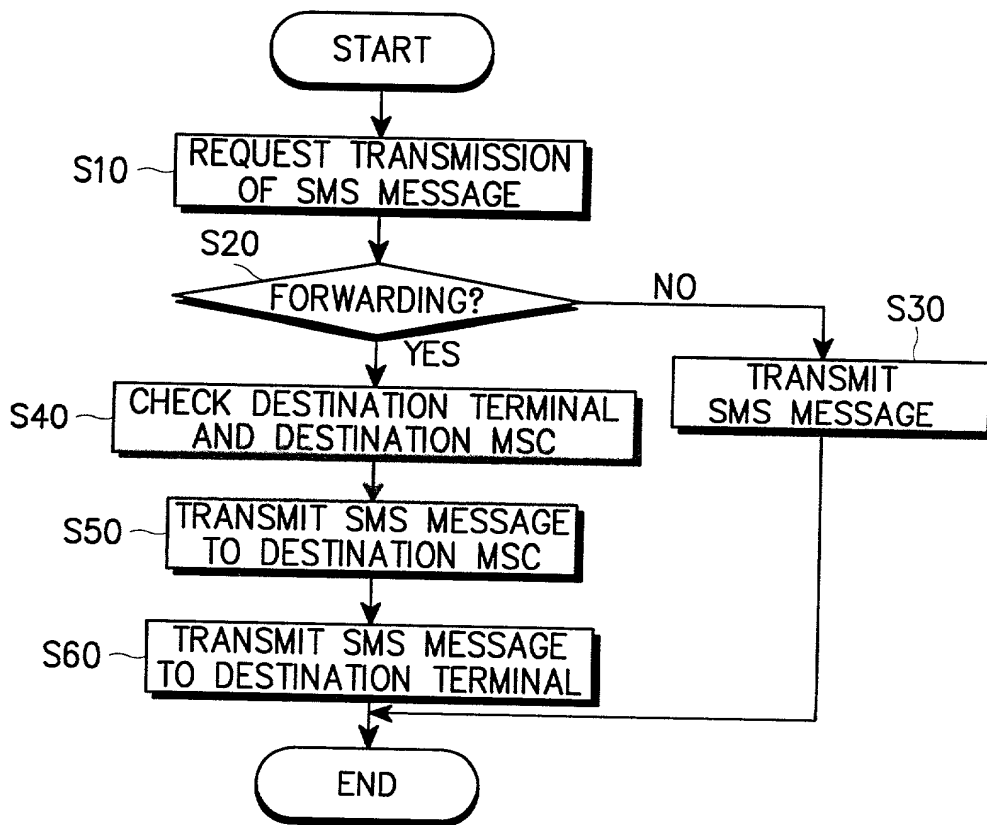 START
S10
REQUEST TRANSMISSION
OF SMS MESSAGE
S20
FORWARDING?
NO
YES
S30
TRANSMIT
SMS MESSAGE
S40
CHECK DESTINATION TERMINAL
AND DESTINATION MSC
S50
TRANSMIT SMS MESSAGE
TO DESTINATION MSC
S60
TRANSMIT SMS MESSAGE
TO DESTINATION TERMINAL
END